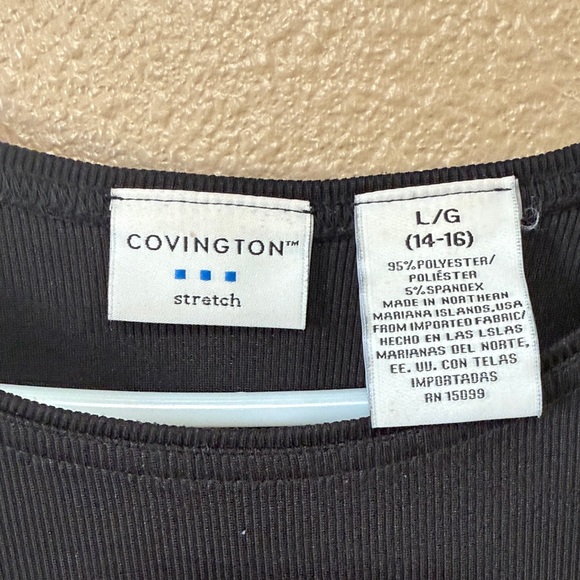 COVINGTON™
stretch
L/G
(14-16)
95% POLYESTER/
POLIÉSTER
5% SPANDEX
MADE IN NORTHERN
MARIANA ISLANDS, USA
FROM IMPORTED FABRIC/
HECHO EN LAS LSLAS
MARIANAS DEL NORTE,
EE. UU. CON TELAS
IMPORTADAS
RN 15099